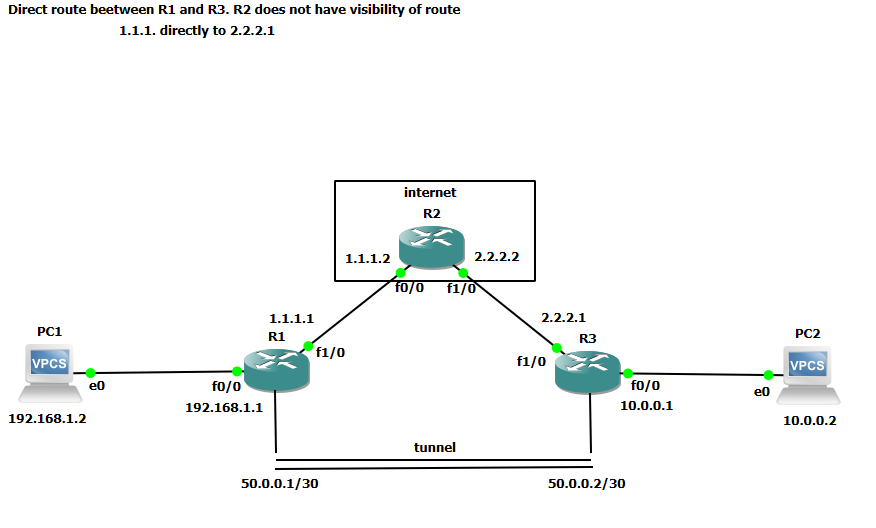 Direct route beetween R1 and R3. R2 does not have visibility of route
1.1.1. directly to 2.2.2.1
internet
R2
1.1.1.2
2.2.2.2
f0/0
f1/0
1.1.1.1
2.2.2.1
PC1
R1
R3
PC2
VPCS
f1/0
f1/0
VPCS
e0
f0/0
f0/0
e0
192.168.1.2
192.168.1.1
10.0.0.1
10.0.0.2
tunnel
50.0.0.1/30
50.0.0.2/30